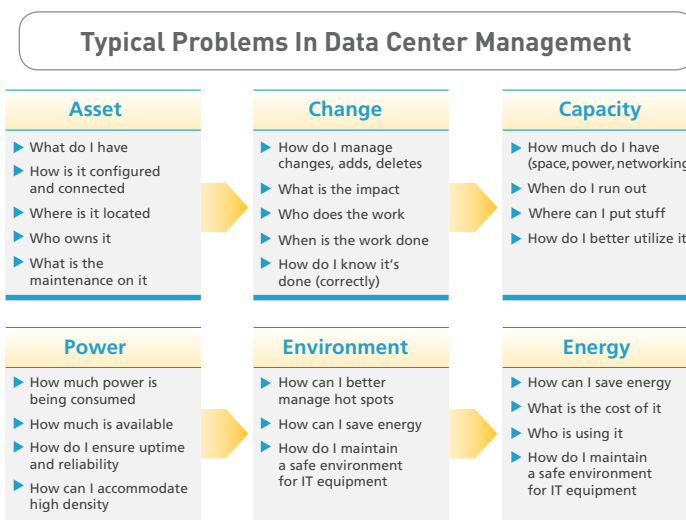 Typical Problems In Data Center Management
Asset
What do I have
How is it configured
and connected
Where is it located
Who owns it
What is the
maintenance on it
Change
How do I manage
changes, adds, deletes
What is the impact
Who does the work
When is the work done
How do I know it's
done (correctly)
Capacity
How much do I have
(space, power, networking
When do I run out
Where can I put stuff
How do I better utilize it
Power
How much power is
being consumed
How much is available
How do I ensure uptime
and reliability
How can I accommodate
high density
Environment
How can I better
manage hot spots
How can I save energy
How do I maintain
a safe environment
for IT equipment
Energy
How can I save energy
What is the cost of it
Who is using it
How do I maintain
a safe environment
for IT equipment